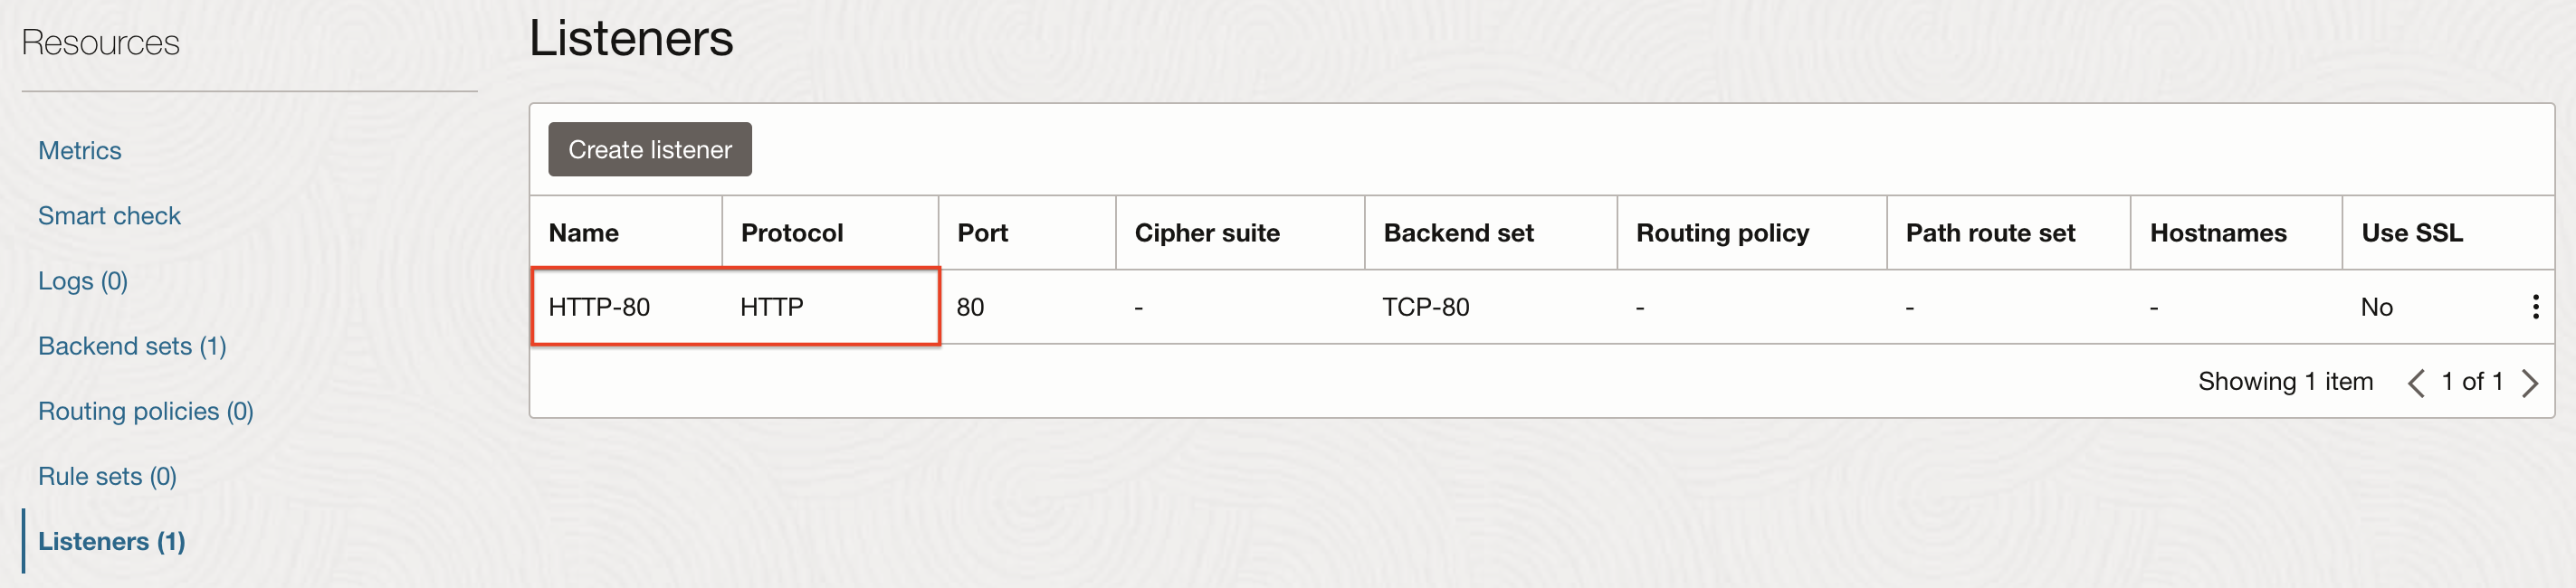 Resources
Metrics
Smart check
Logs (0)
Backend sets (1)
Routing policies (0)
Rule sets (0)
Listeners (1)
Listeners
Create listener
Name Protocol Port Cipher suite Backend set Routing policy Path route set Hostnames Use SSL
HTTP-80 HTTP 80 - TCP-80 - - - No
Showing 1 item 1 of 1